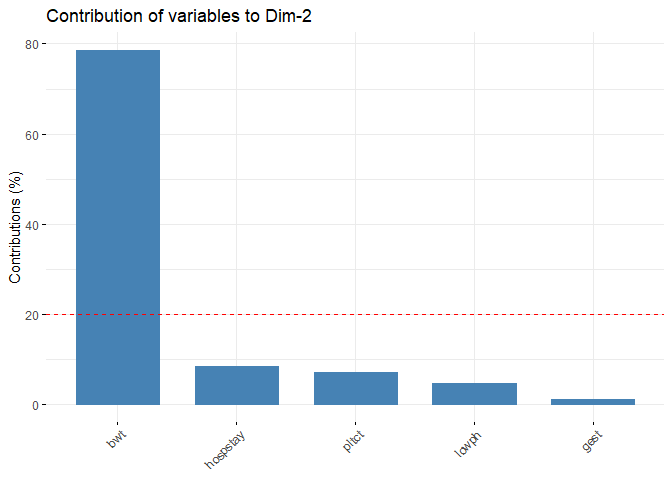 Contribution of variables to Dim-2
Contributions (%)
80
60
40
20
0
bwt
hospstay
pltct
lowph
gest